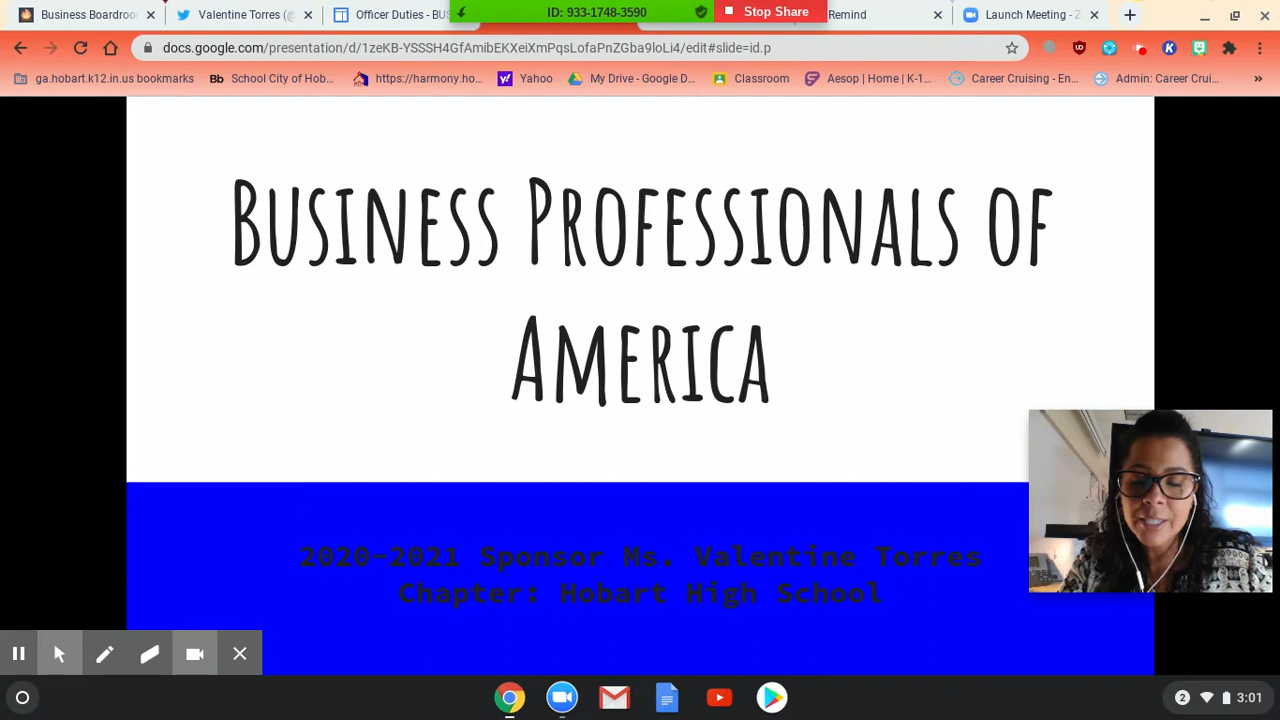 Business Boardroo
Valentine Torres (@
Officer Duties - BUS
ID: 933-1748-3590
Stop Share
Remind
Launch Meeting - Z
docs.google.com/presentation/d/1zeKB-YSSSH4GfAmibEKXeiXmPqsLofaPnZGba9loLi4/edit#slide=id.p
ga.hobart.k12.in.us bookmarks
Bb School City of Hob...
https://harmony.ho...
Yahoo
My Drive - Google D...
Classroom
Aesop | Home | K-1...
Career Cruising - En...
Admin: Career Crui...
Business Professionals of
America
2020-2021 Sponsor Ms. Valentine Torres
Chapter: Hobart High School
2 3:01